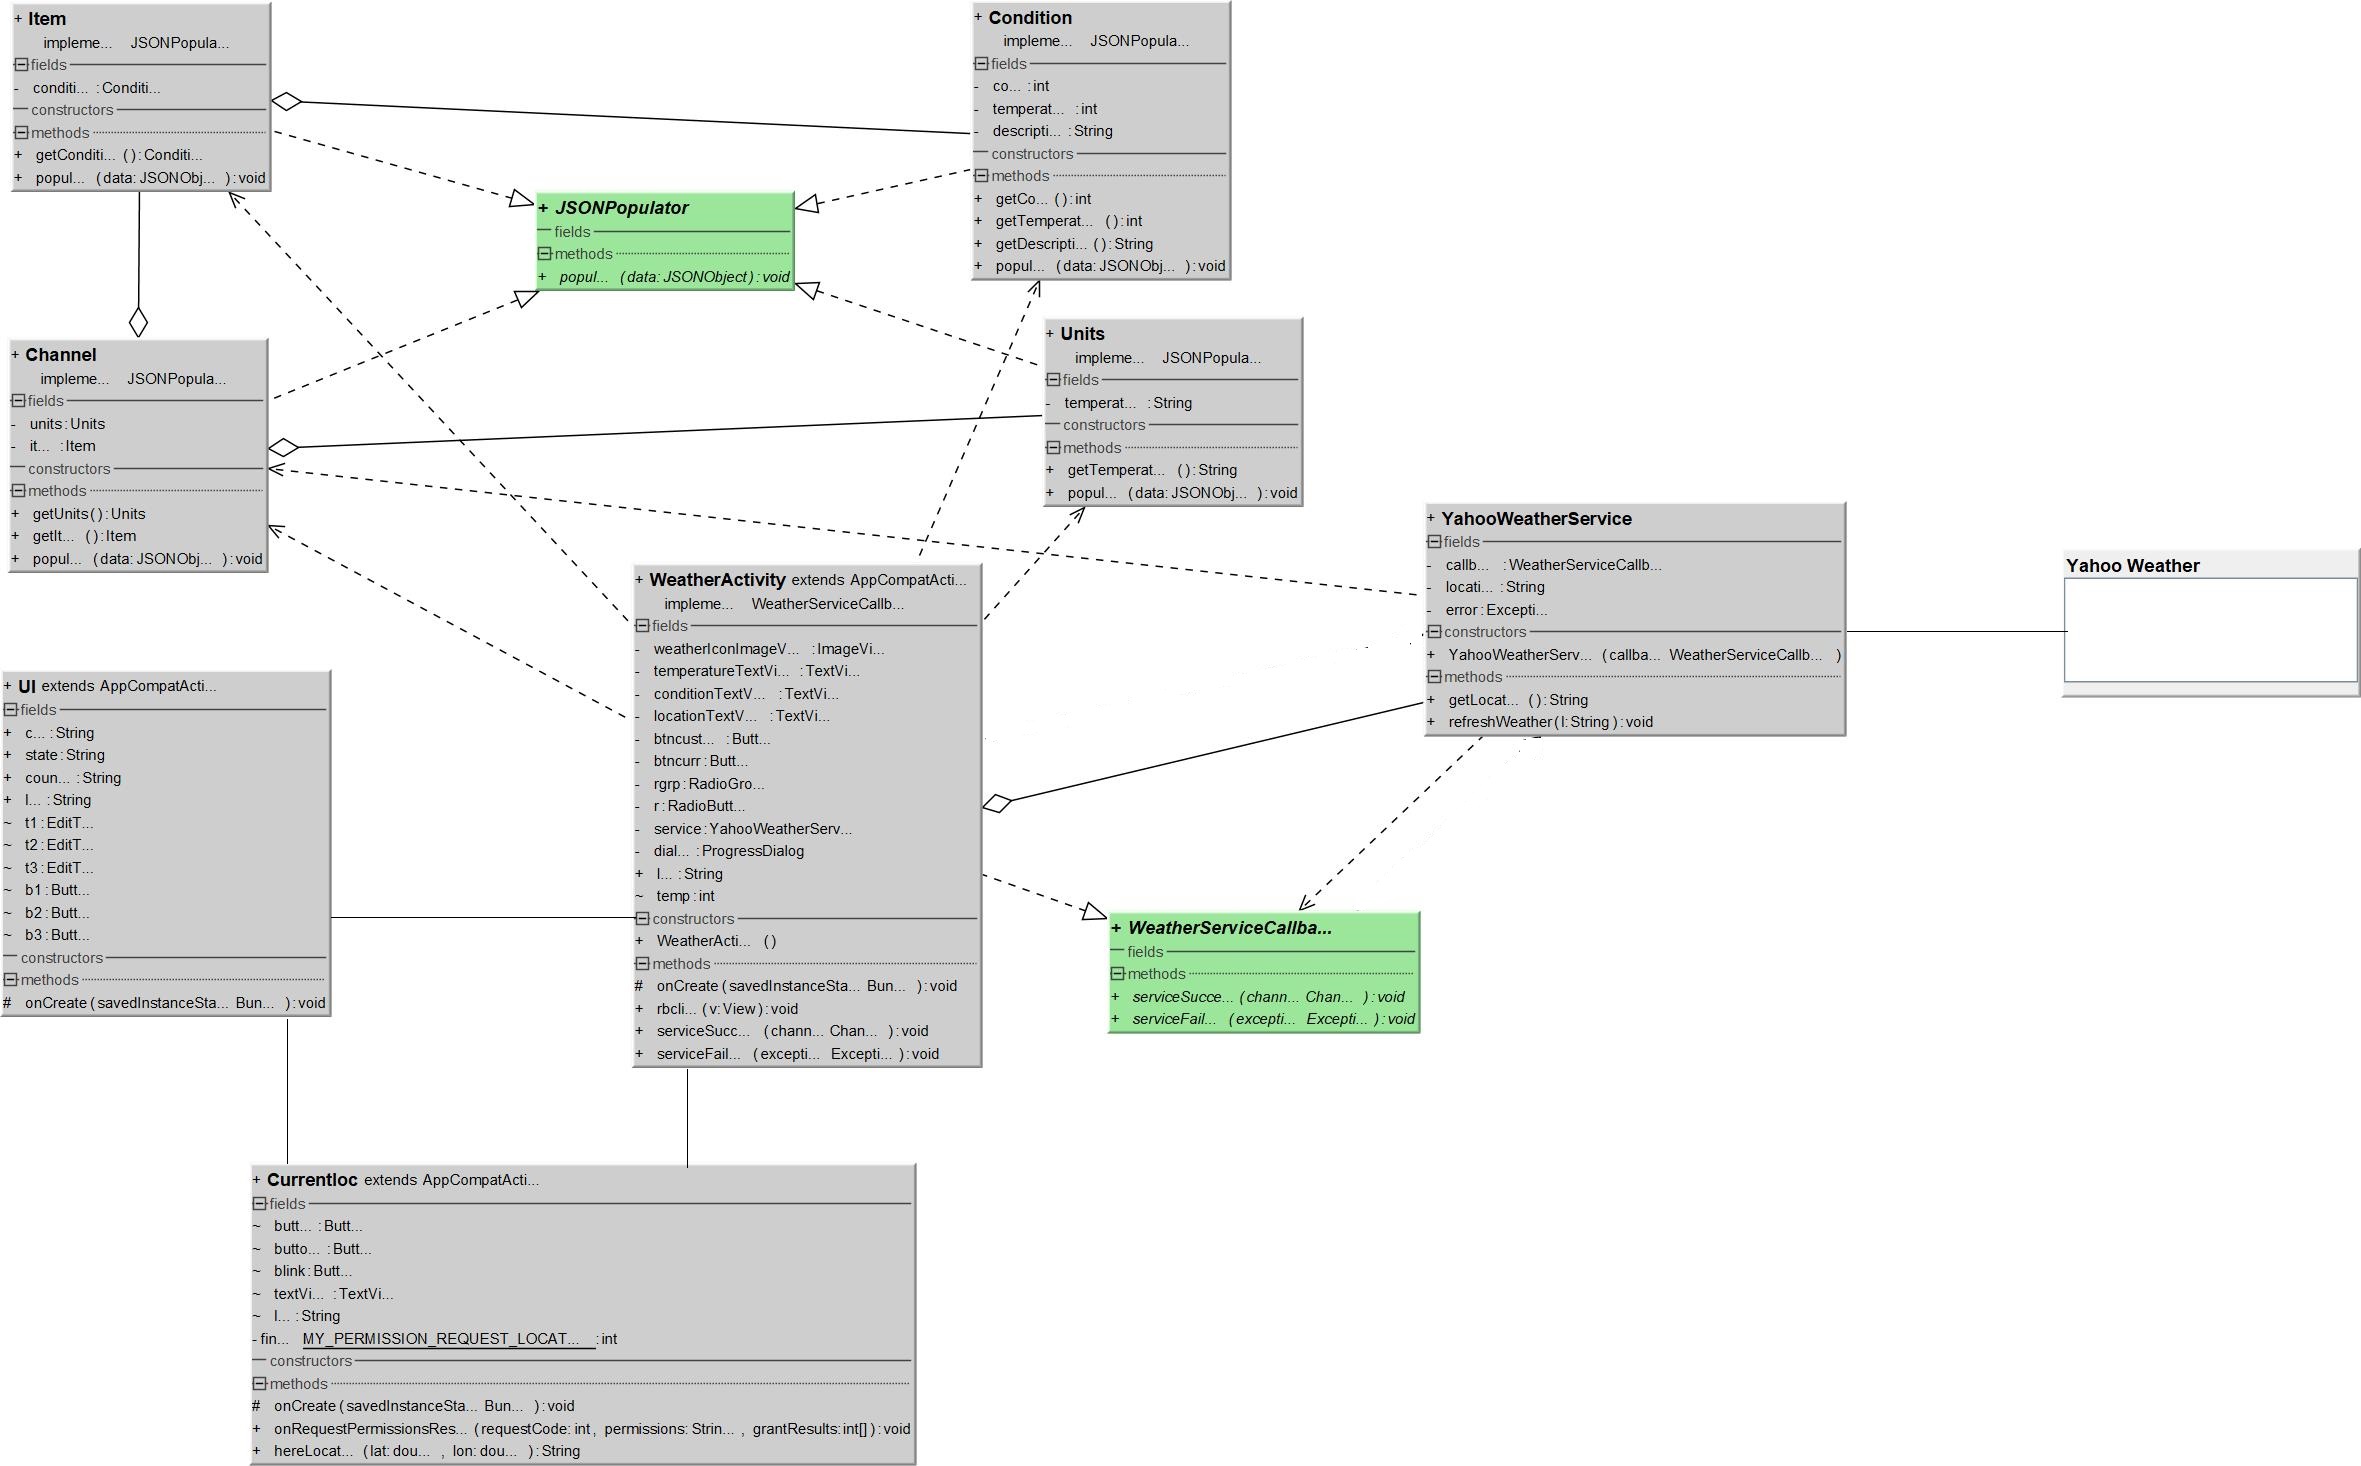 + Item
impleme... JSONPopula...
fields
- conditi... :Conditi...
constructors
methods
+ getConditi... ():Conditi...
+ popul... (data:JSONObj... ):void
+ Condition
impleme... JSONPopula...
fields
- co... :int
- temperat... :int
- descripti... :String
constructors
methods
+ getCo... ():int
+ getTemperat... ():int
+ getDescripti... ():String
+ popul... (data:JSONObj... ):void
+ JSONPopulator
fields
methods
+ popul... (data:JSONObject):void
+ Channel
impleme... JSONPopula...
fields
- units:Units
- it... :Item
constructors
methods
+ getUnits():Units
+ getIt... ():Item
+ popul... (data:JSONObj... ):void
+ Units
impleme... JSONPopula...
fields
- temperat... :String
constructors
methods
+ getTemperat... ():String
+ popul... (data:JSONObj... ):void
+ YahooWeatherService
fields
- callb... :WeatherServiceCallb...
- locati... :String
- error:Excepti...
constructors
+ YahooWeatherServ... (callba... WeatherServiceCallb... )
methods
+ getLocat... ():String
+ refreshWeather(l:String):void
Yahoo Weather
+ WeatherActivity extends AppCompatActi...
impleme... WeatherServiceCallb...
fields
- weatherIconImageV... :ImageVi...
- temperatureTextVi... :TextVi...
- conditionTextV... :TextVi...
- locationTextV... :TextVi...
- btncust... :Butt...
- btncurr:Butt...
- rgrp:RadioGro...
- r:RadioButt...
- service:YahooWeatherServ...
- dial... :ProgressDialog
+ l... :String
~ temp:int
constructors
+ WeatherActi... ()
methods
# onCreate(savedInstanceSta... Bun... ):void
+ rbcli... (v:View):void
+ serviceSucc... (chann... Chan... ):void
+ serviceFail... (excepti... Excepti... ):void
+ UI extends AppCompatActi...
fields
+ c... :String
+ state:String
+ coun... :String
+ l... :String
~ t1:EditT...
~ t2:EditT...
~ t3:EditT...
~ b1:Butt...
~ b2:Butt...
~ b3:Butt...
constructors
methods
# onCreate(savedInstanceSta... Bun... ):void
+ WeatherServiceCallba...
fields
methods
+ serviceSucce... (chann... Chan... ):void
+ serviceFail... (excepti... Excepti... ):void
+ Currentloc extends AppCompatActi...
fields
~ butt... :Butt...
~ butto... :Butt...
~ blink:Butt...
~ textVi... :TextVi...
~ l... :String
- fin... MY_PERMISSION_REQUEST_LOCAT... :int
constructors
methods
# onCreate(savedInstanceSta... Bun... ):void
+ onRequestPermissionsRes... (requestCode:int, permissions:Strin... , grantResults:int[]):void
+ hereLocat... (lat:dou... , lon:dou... ):String